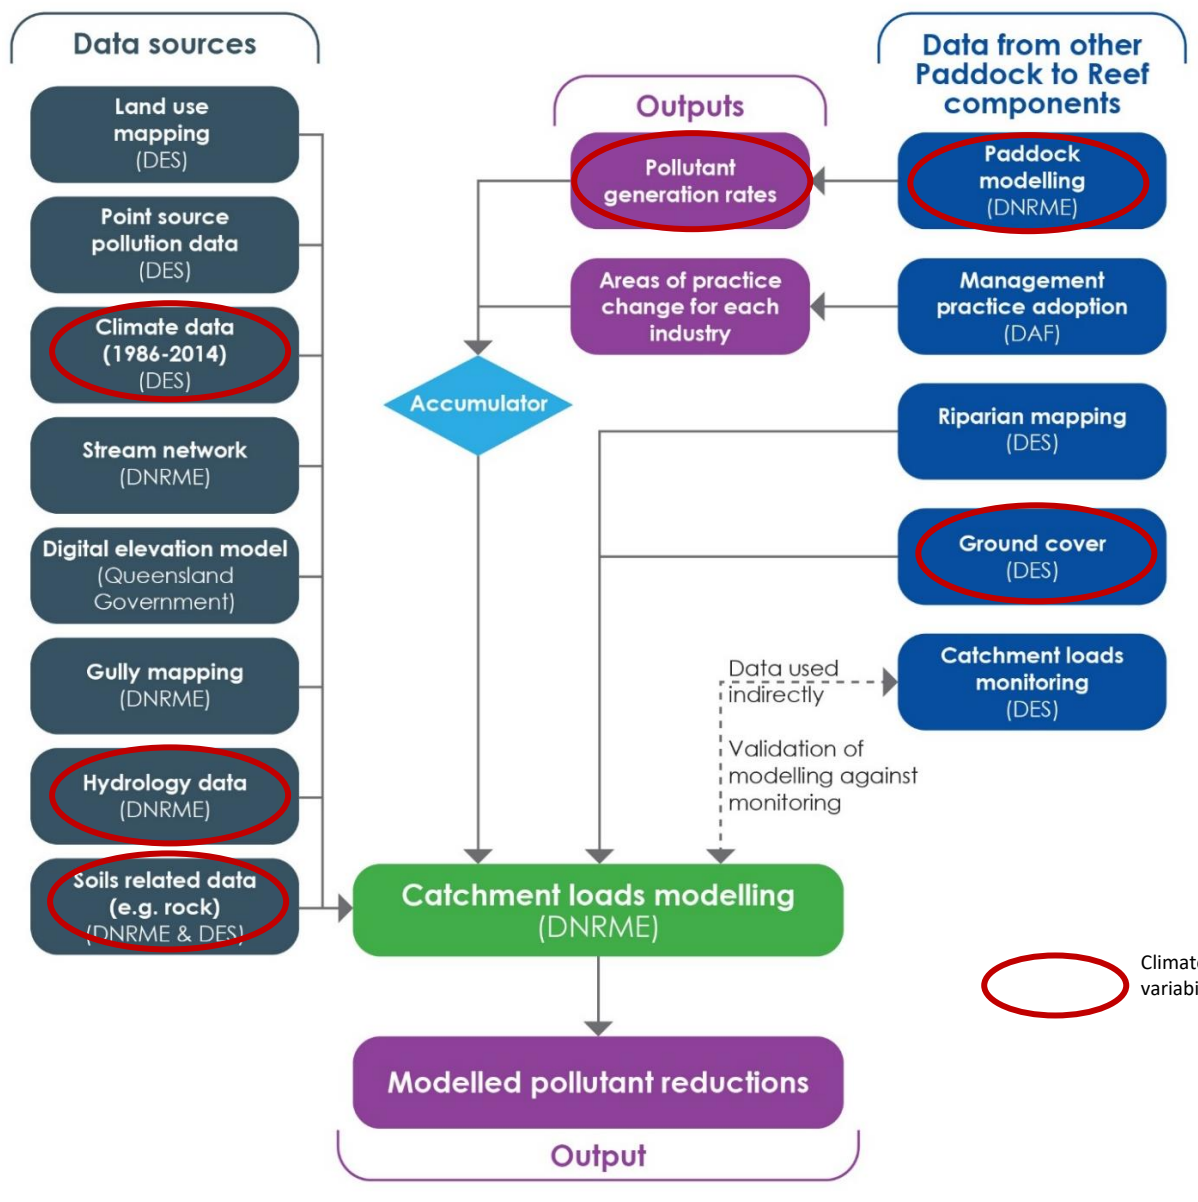 Data sources
Land use
mapping
(DES)
Point source
pollution data
(DES)
Climate data
(1986-2014)
(DES)
Stream network
(DNRME)
Digital elevation model
(Queensland
Government)
Gully mapping
(DNRME)
Hydrology data
(DNRME)
Soils related data
(e.g. rock)
(DNRME & DES)
Outputs
Pollutant
generation rates
Areas of practice
change for each
industry
Accumulator
Data from other
Paddock to Reef
components
Paddock
modelling
(DNRME)
Management
practice adoption
(DAF)
Riparian mapping
(DES)
Ground cover
(DES)
Catchment loads
monitoring
(DES)
Data used
indirectly
Validation of
modelling against
monitoring
Catchment loads modelling
(DNRME)
Climate
variabi
Modelled pollutant reductions
Output